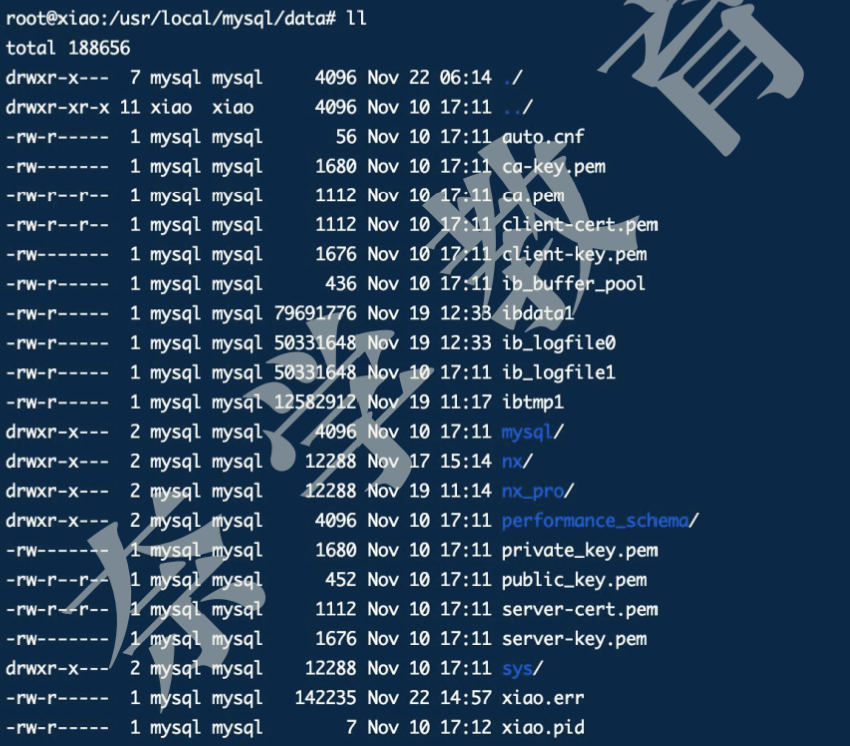 root@xiao:/usr/local/mysql/data# ll
total 188656
drwxr-x---  7 mysql mysql     4096 Nov 22 06:14 ./
drwxr-xr-x 11 xiao  xiao      4096 Nov 10 17:11 ../
-rw-r-----  1 mysql mysql       56 Nov 10 17:11 auto.cnf
-rw-------  1 mysql mysql     1680 Nov 10 17:11 ca-key.pem
-rw-r--r--  1 mysql mysql     1112 Nov 10 17:11 ca.pem
-rw-r--r--  1 mysql mysql     1112 Nov 10 17:11 client-cert.pem
-rw-------  1 mysql mysql     1676 Nov 10 17:11 client-key.pem
-rw-r-----  1 mysql mysql      436 Nov 10 17:11 ib_buffer_pool
-rw-r-----  1 mysql mysql 79691776 Nov 19 12:33 ibdata1
-rw-r-----  1 mysql mysql 50331648 Nov 19 12:33 ib_logfile0
-rw-r-----  1 mysql mysql 50331648 Nov 10 17:11 ib_logfile1
-rw-r-----  1 mysql mysql 12582912 Nov 19 11:17 ibtmp1
drwxr-x---  2 mysql mysql     4096 Nov 10 17:11 mysql/
drwxr-x---  2 mysql mysql    12288 Nov 17 15:14 nx/
drwxr-x---  2 mysql mysql    12288 Nov 19 11:14 nx_pro/
drwxr-x---  2 mysql mysql     4096 Nov 10 17:11 performance_schema/
-rw-------  1 mysql mysql     1680 Nov 10 17:11 private_key.pem
-rw-r--r--  1 mysql mysql      452 Nov 10 17:11 public_key.pem
-rw-r--r--  1 mysql mysql     1112 Nov 10 17:11 server-cert.pem
-rw-------  1 mysql mysql     1676 Nov 10 17:11 server-key.pem
drwxr-x---  2 mysql mysql    12288 Nov 10 17:11 sys/
-rw-r-----  1 mysql mysql   142235 Nov 22 14:57 xiao.err
-rw-r-----  1 mysql mysql        7 Nov 10 17:12 xiao.pid
奈学教育